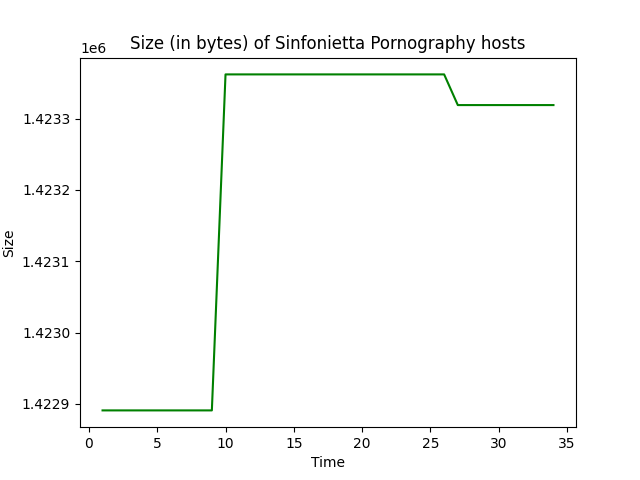 Size (in bytes) of Sinfonietta Pornography hosts
1e6
1.4233
1.4232
1.4231
1.4230
1.4229
Size
0 5 10 15 20 25 30 35
Time